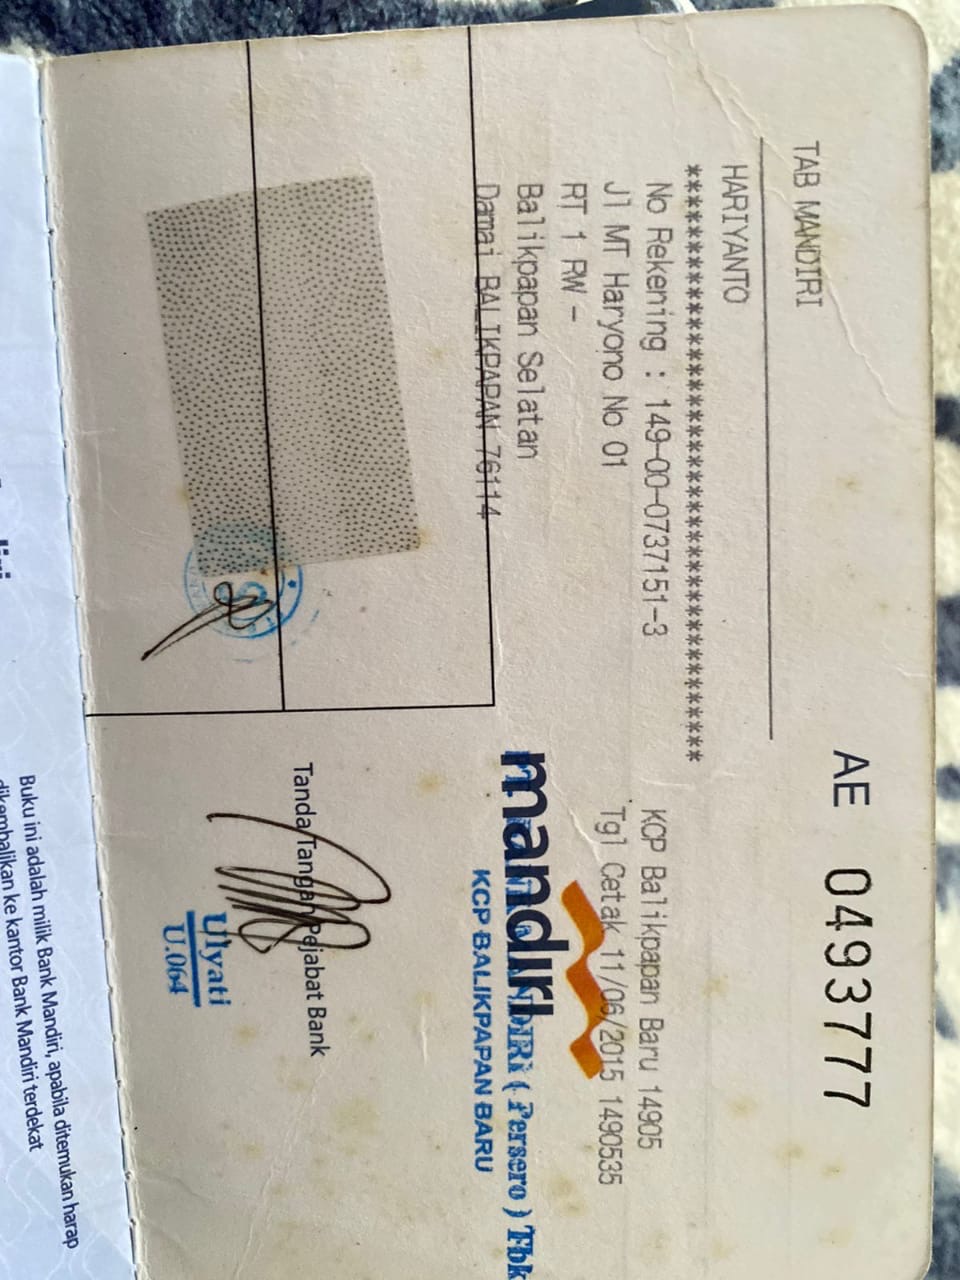 TAB MANDIRI
AE 0493777
HARIYANTO
****************************************
No Rekening : 149-00-0737151-3
KCP Balikpapan Baru 14905
Jl MT Haryono No 01
Tgl Cetak 11/06/2015 1490535
RT 1 RW -
Balikpapan Selatan
Damai BALIKPAPAN 76114
mandiri
MANDIRI ( Persero ) Tbk
KCP BALIKPAPAN BARU
Tanda Tangan Pejabat Bank
Ulyati
U.064
Buku ini adalah milik Bank Mandiri, apabila ditemukan harap
dikembalikan ke kantor Bank Mandiri terdekat